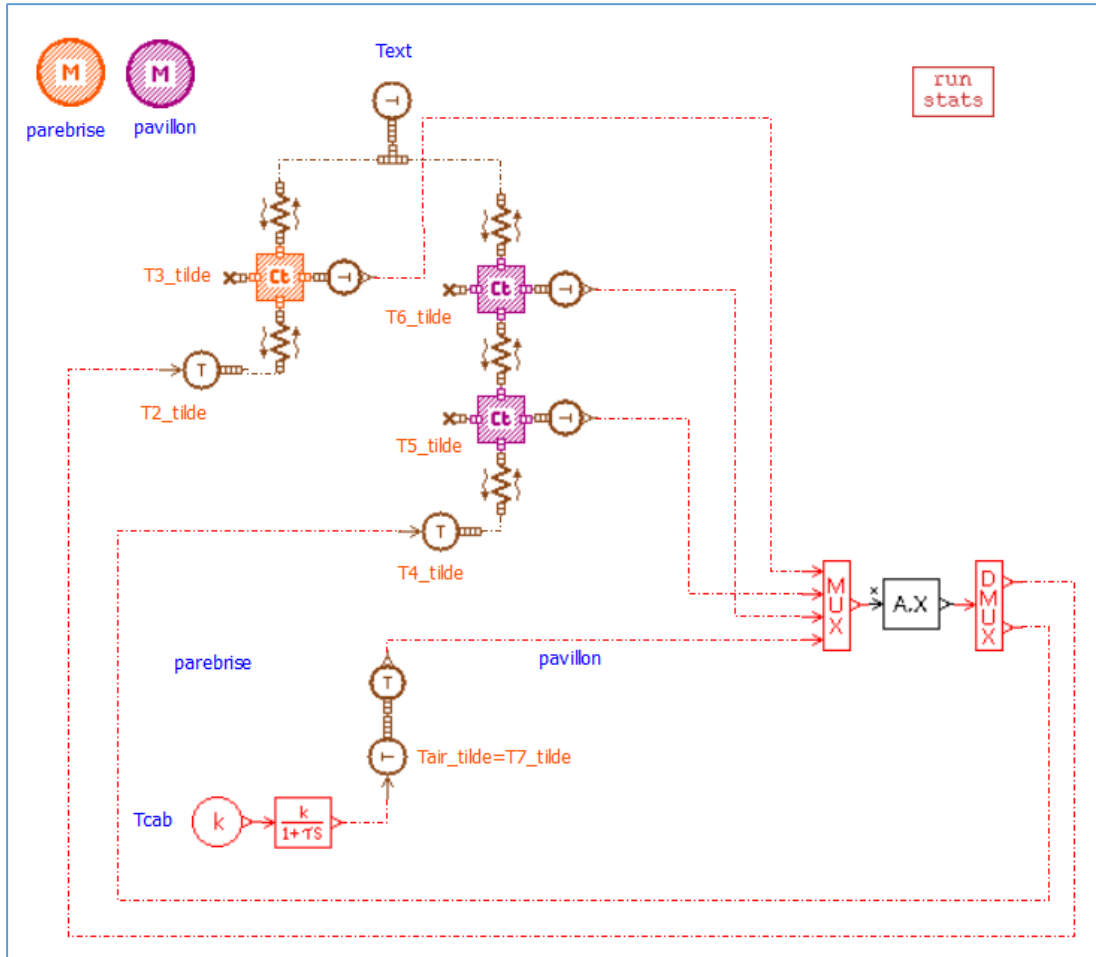 Text
M
M
run
stats
parebrise
pavillon
T
T3_tilde
Ct
T
T6_tilde
Ct
T
T
T2_tilde
T5_tilde
Ct
T
T
T4_tilde
MUX
x
A.X
DMUX
parebrise
pavillon
T
T
Tair_tilde=T7_tilde
Tcab
k
k
1+τs